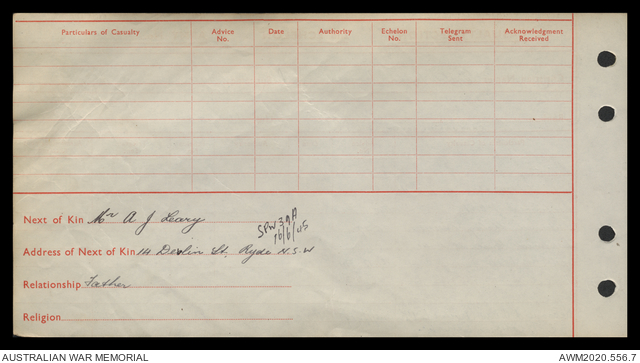 Particulars of Casualty Advice No. Date Authority Echelon No. Telegram Sent Acknowledgment Received
Next of Kin Mr A J Leary
SPW 39A
16/6/45
Address of Next of Kin 14 Devlin St. Ryde N.S.W
Relationship Father
Religion
AUSTRALIAN WAR MEMORIAL AWM2020.556.7